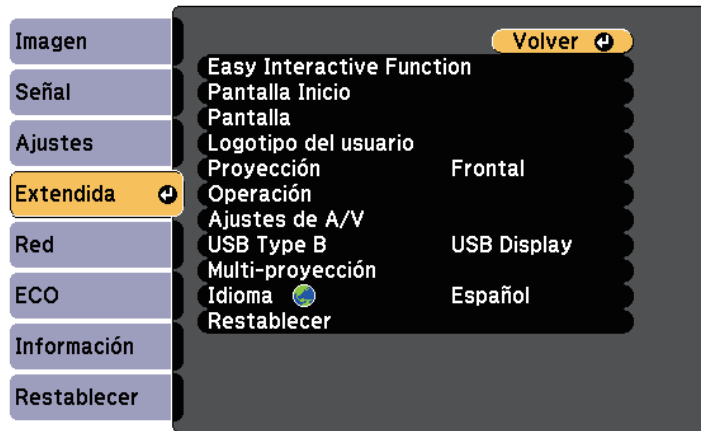 Imagen
Señal
Ajustes
Extendida
Red
ECO
Información
Restablecer
Volver
Easy Interactive Function
Pantalla Inicio
Pantalla
Logotipo del usuario
Proyección Frontal
Operación
Ajustes de A/V
USB Type B USB Display
Multi-proyección
Idioma Español
Restablecer